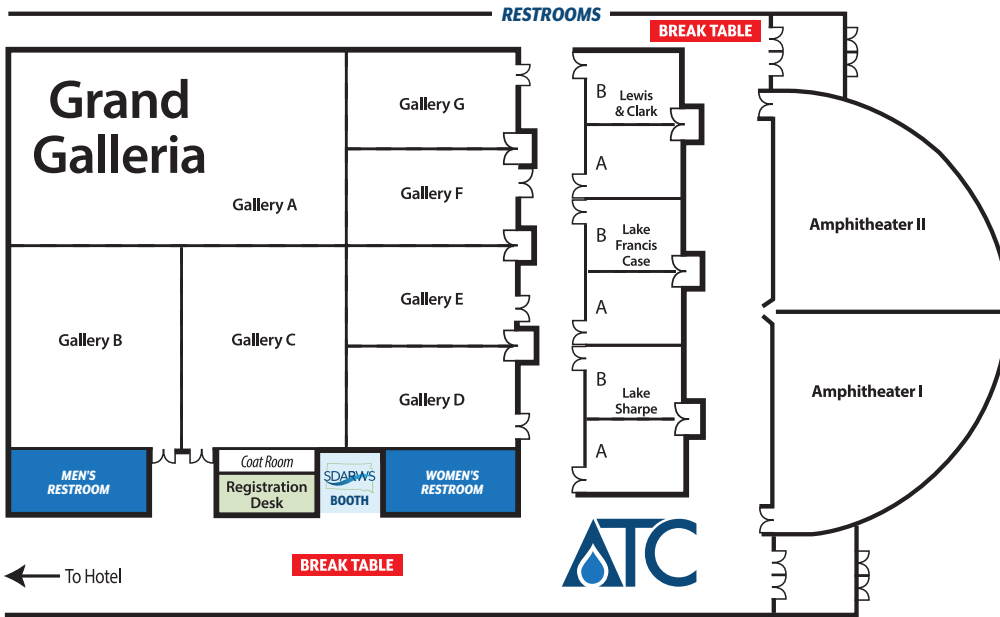 RESTROOMS
BREAK TABLE
Grand
Galleria
Gallery G
Gallery F
Gallery A
Gallery E
Gallery B
Gallery C
Gallery D
B
Lewis
& Clark
A
B
Lake
Francis
Case
A
B
Lake
Sharpe
A
Amphitheater II
Amphitheater I
MEN'S
RESTROOM
Coat Room
Registration
Desk
SDARWS
BOOTH
WOMEN'S
RESTROOM
ATC
BREAK TABLE
To Hotel